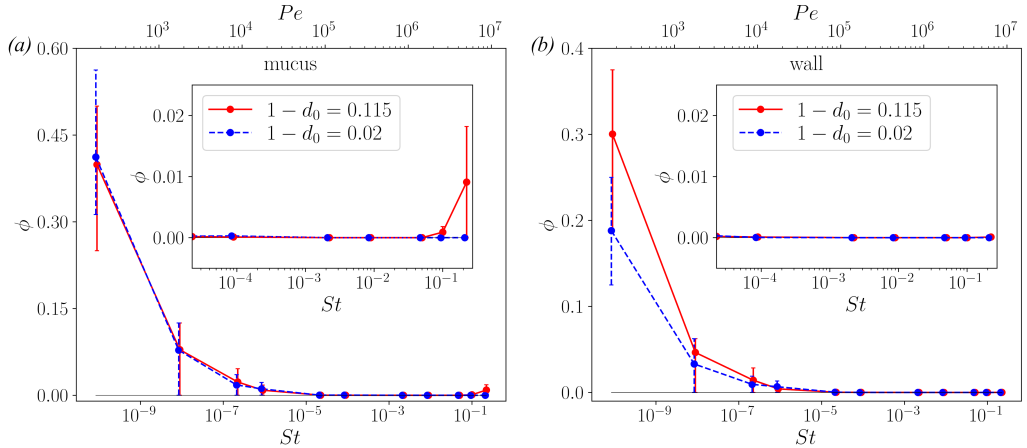 Pe
10^3 10^4 10^5 10^6 10^7
(a)
mucus
0.60
0.45
0.30
0.15
0.00
ϕ
10^{-9} 10^{-7} 10^{-5} 10^{-3} 10^{-1}
St
1 − d_0 = 0.115
1 − d_0 = 0.02
0.02
0.01
0.00
ϕ
10^{-4} 10^{-3} 10^{-2} 10^{-1}
St
Pe
10^3 10^4 10^5 10^6 10^7
(b)
wall
0.4
0.3
0.2
0.1
0.0
ϕ
10^{-9} 10^{-7} 10^{-5} 10^{-3} 10^{-1}
St
1 − d_0 = 0.115
1 − d_0 = 0.02
0.02
0.01
0.00
ϕ
10^{-4} 10^{-3} 10^{-2} 10^{-1}
St